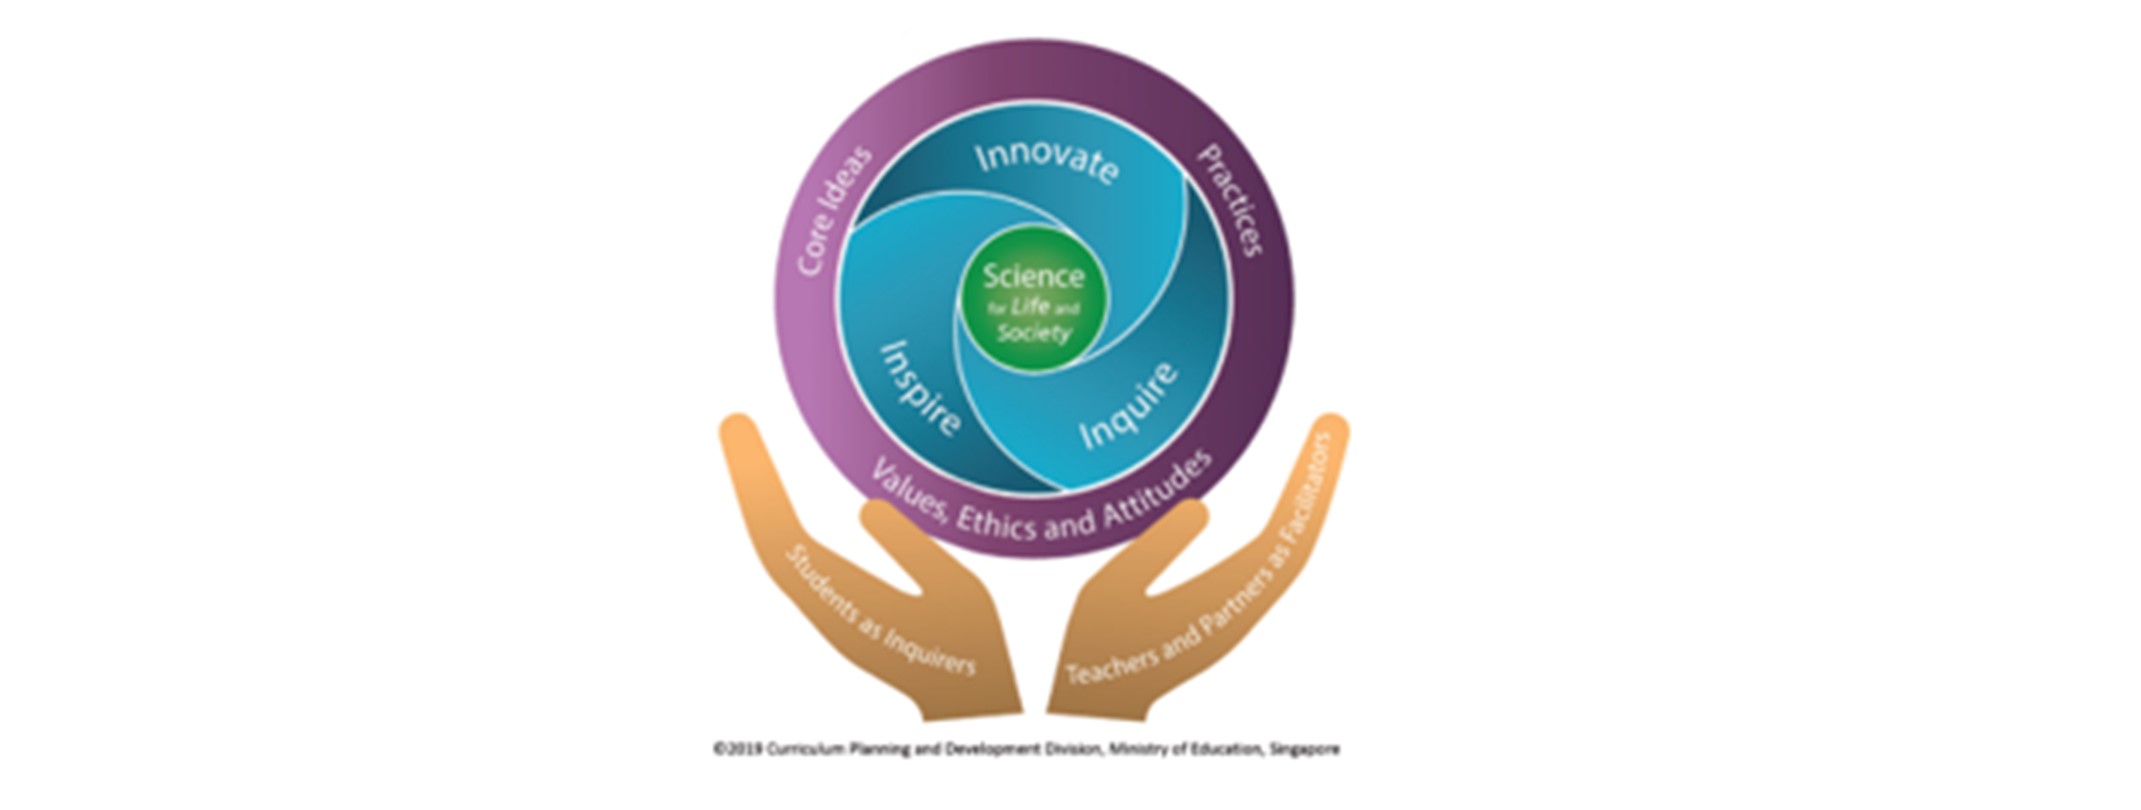 Core Ideas
Practices
Values, Ethics and Attitudes
Innovate
Inspire
Inquire
Science
for Life and
Society
Students as Inquirers
Teachers and Partners as Facilitators
©2019 Curriculum Planning and Development Division, Ministry of Education, Singapore